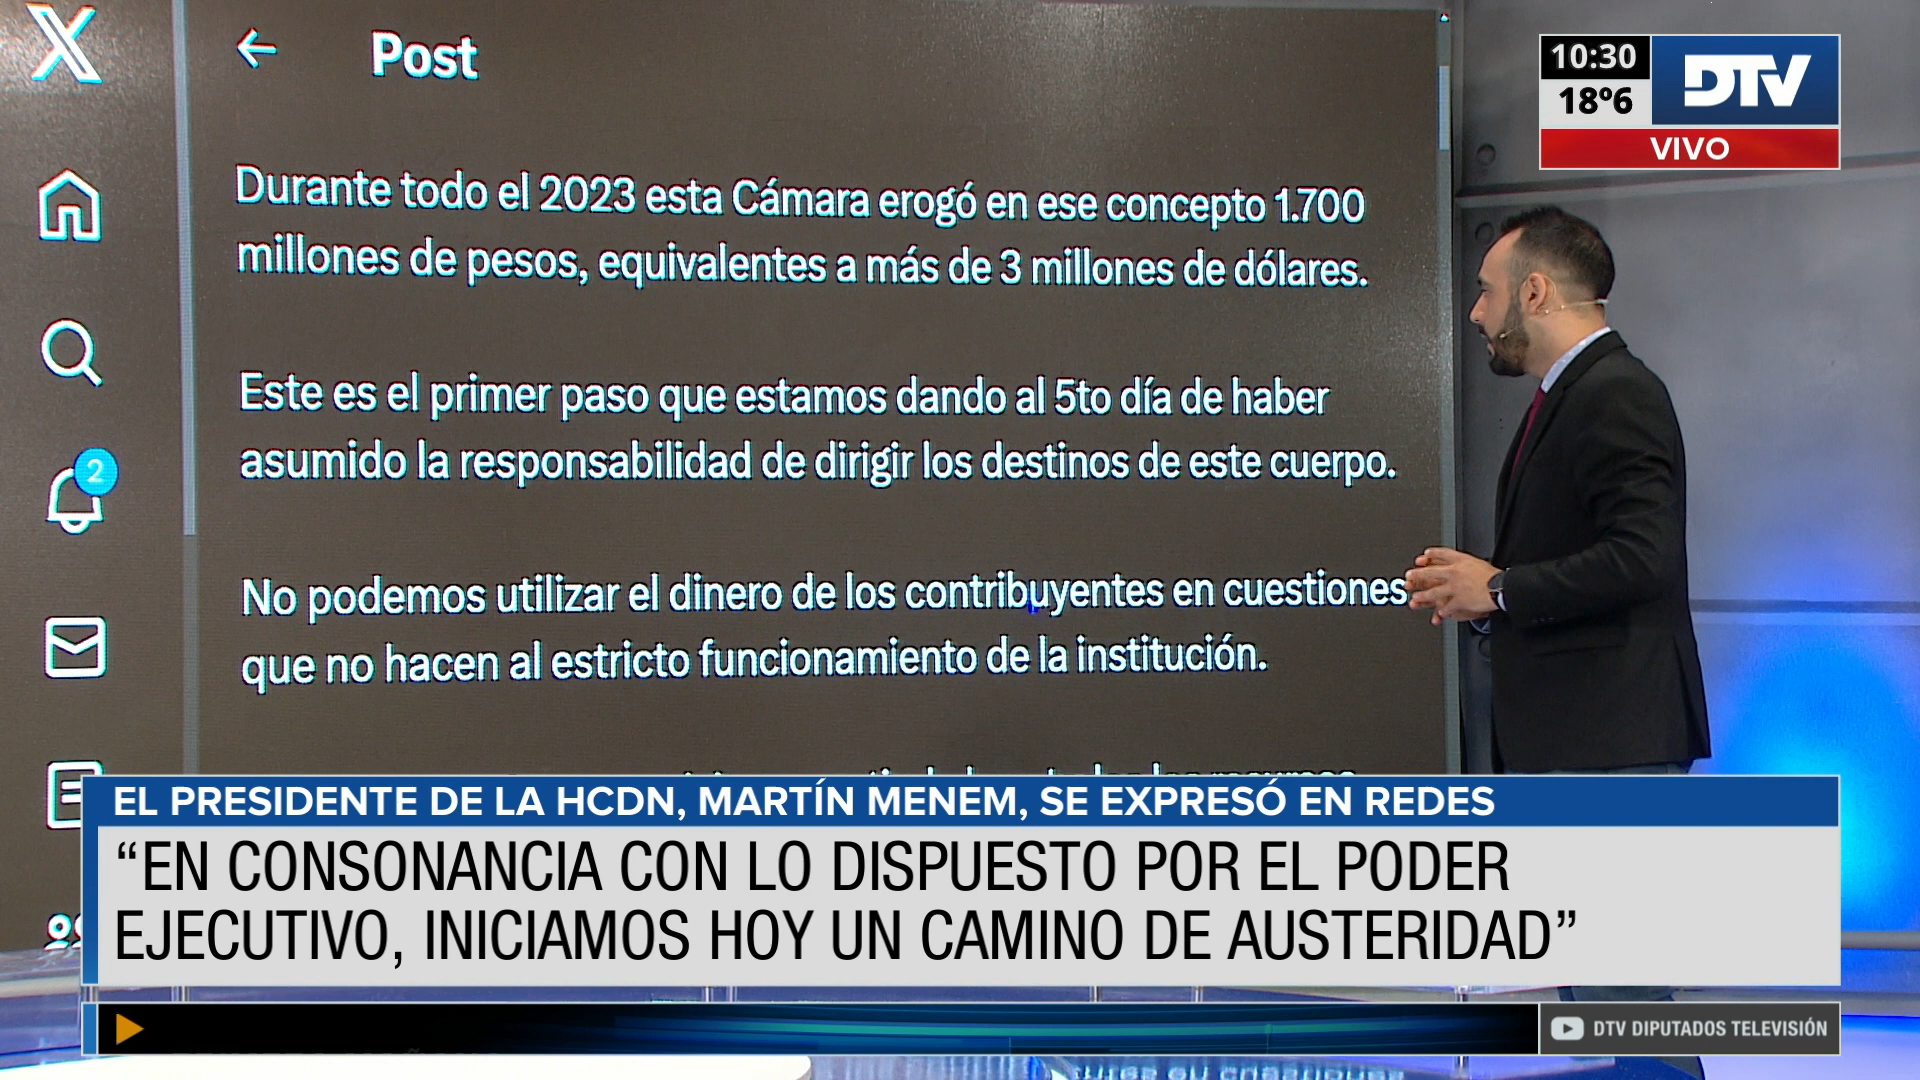 X
Post
10:30
18º6
DTV
VIVO
Durante todo el 2023 esta Cámara erogó en ese concepto 1.700
millones de pesos, equivalentes a más de 3 millones de dólares.
Este es el primer paso que estamos dando al 5to día de haber
asumido la responsabilidad de dirigir los destinos de este cuerpo.
2
No podemos utilizar el dinero de los contribuyentes en cuestiones
que no hacen al estricto funcionamiento de la institución.
EL PRESIDENTE DE LA HCDN, MARTÍN MENEM, SE EXPRESÓ EN REDES
“EN CONSONANCIA CON LO DISPUESTO POR EL PODER
EJECUTIVO, INICIAMOS HOY UN CAMINO DE AUSTERIDAD”
DTV DIPUTADOS TELEVISIÓN